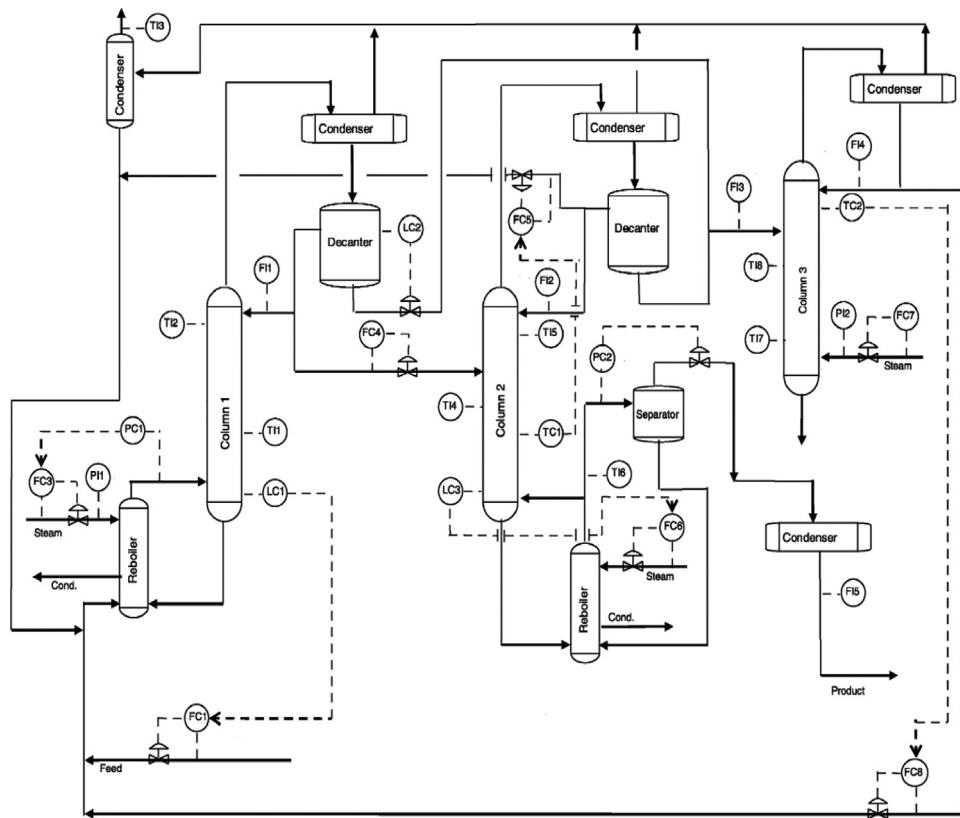 TI3
Condenser
Condenser
Condenser
Condenser
FI4
FI3
TC2
FC5
Decanter
LC2
Decanter
TI8
FI1
FI2
TI2
FC4
TI5
PC2
Column 3
PI2
FC7
TI7
Steam
Column 1
Column 2
TI4
Separator
PC1
TI1
TC1
FC3
PI1
TI6
LC1
LC3
Steam
FC6
Condenser
Reboiler
Steam
Cond.
Reboiler
Cond.
FI5
Product
FC1
Feed
FC8